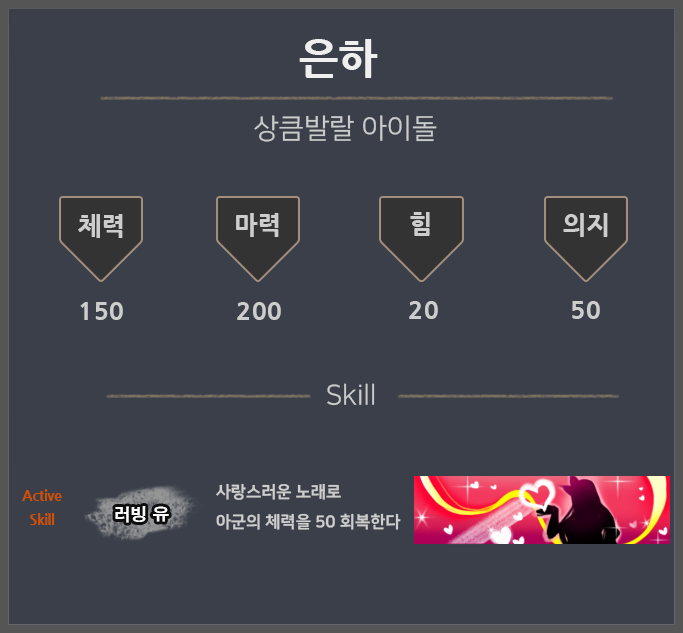 은하
상큼발랄 아이돌
체력 마력 힘 의지
150 200 20 50
Skill
Active
Skill
러빙 유
사랑스러운 노래로
아군의 체력을 50 회복한다